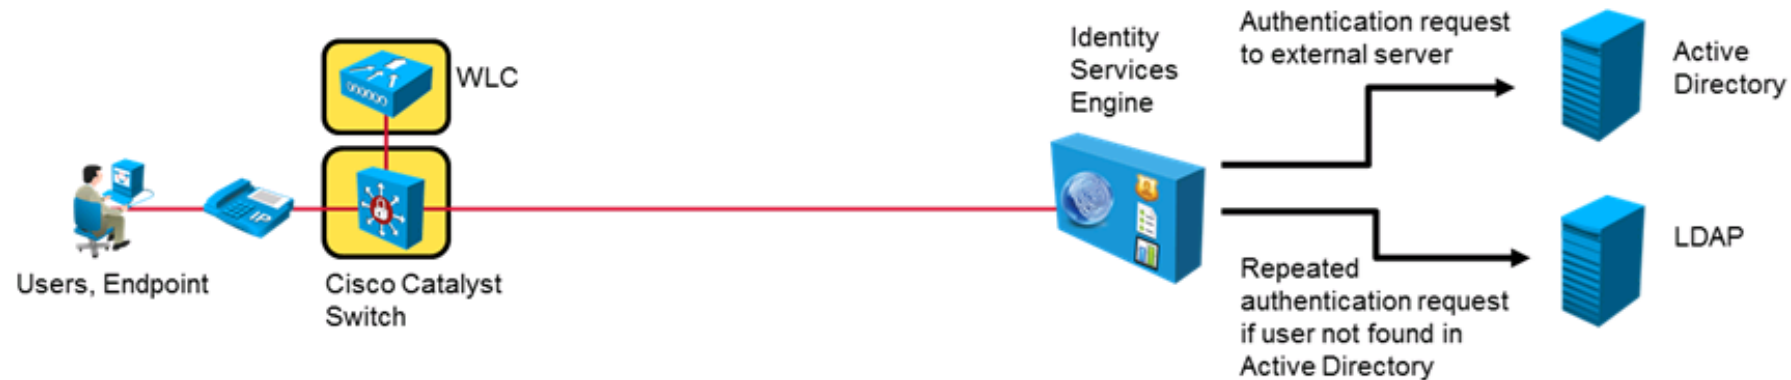 WLC
Users, Endpoint
IP
Cisco Catalyst
Switch
Identity
Services
Engine
Authentication request
to external server
Active
Directory
LDAP
Repeated
authentication request
if user not found in
Active Directory